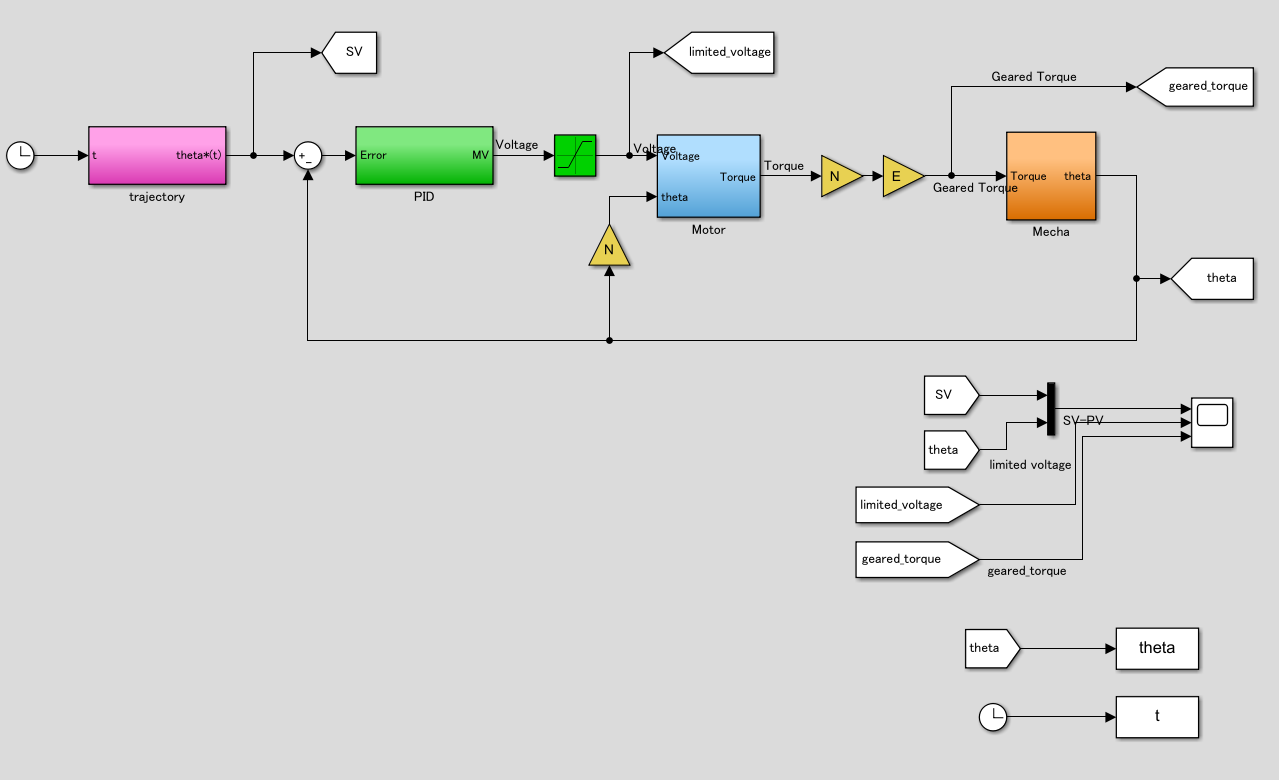 SV
limited_voltage
Geared Torque
geared_torque
t
theta*(t)
trajectory
+
_
Error
MV
PID
Voltage
Voltage
Voltage
Torque
theta
Motor
N
Torque
N
E
Geared Torque
Torque
theta
Mecha
theta
SV
theta
SV-PV
limited voltage
limited_voltage
geared_torque
geared_torque
theta
theta
t